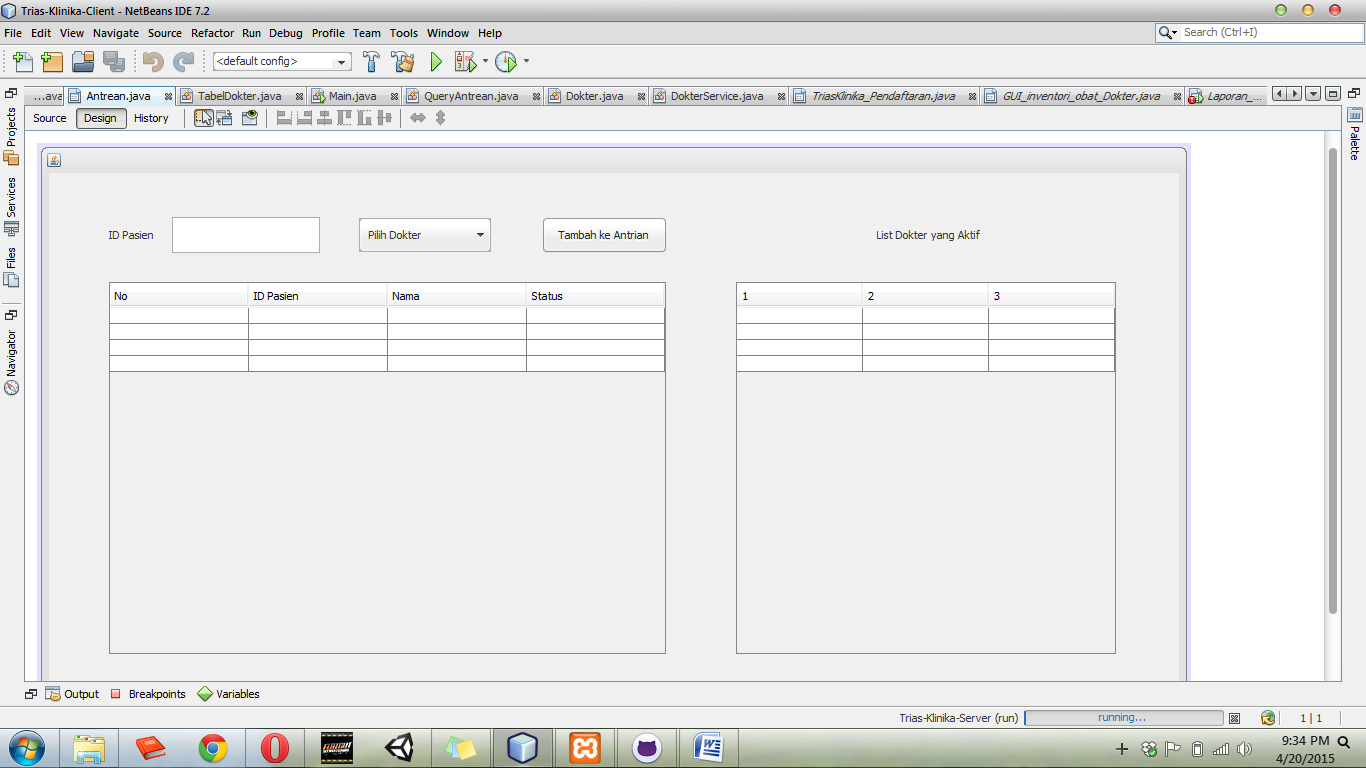 Trias-Klinika-Client - NetBeans IDE 7.2
File Edit View Navigate Source Refactor Run Debug Profile Team Tools Window Help
Search (Ctrl+I)
<default config>
...ava Antrean.java TabelDokter.java Main.java QueryAntrean.java Dokter.java DokterService.java TriasKlinika_Pendaftaran.java GUI_inventori_obat_Dokter.java Laporan_...
Source Design History
Projects
Services
Files
Navigator
Palette
ID Pasien Pilih Dokter Tambah ke Antrian List Dokter yang Aktif
No ID Pasien Nama Status 1 2 3
Output Breakpoints Variables
Trias-Klinika-Server (run) running... 1 | 1
9:34 PM
4/20/2015